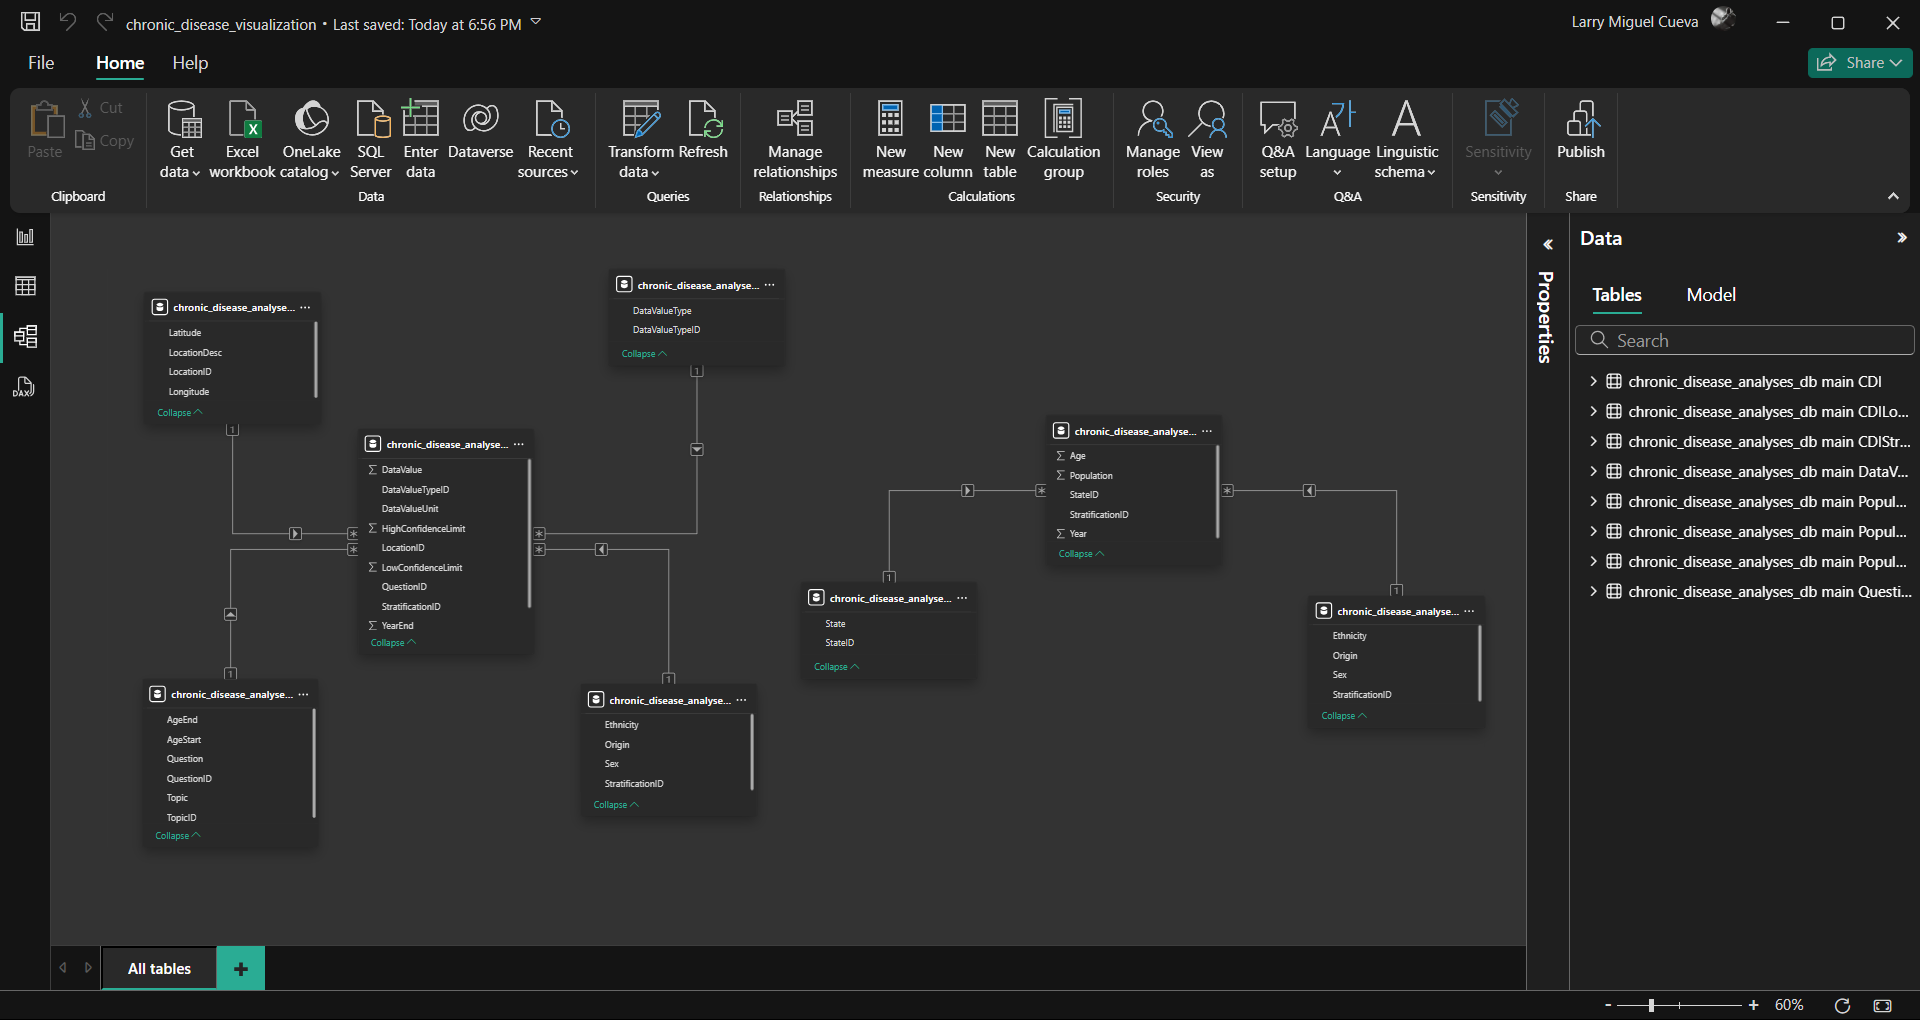 chronic_disease_visualization • Last saved: Today at 6:56 PM
Larry Miguel Cueva
File
Home
Help
Share
Paste
Cut
Copy
Get data
Excel workbook
OneLake catalog
SQL Server
Enter data
Dataverse
Recent sources
Transform data
Refresh
Manage relationships
New measure
New column
New table
Calculation group
Manage roles
View as
Q&A setup
Language
Linguistic schema
Sensitivity
Publish
Clipboard
Data
Queries
Relationships
Calculations
Security
Q&A
Sensitivity
Share
DAX
chronic_disease_analyse... ...
Latitude
LocationDesc
LocationID
Longitude
Collapse
1
chronic_disease_analyse... ...
DataValueType
DataValueTypeID
Collapse
1
chronic_disease_analyse... ...
Σ DataValue
DataValueTypeID
DataValueUnit
Σ HighConfidenceLimit
LocationID
Σ LowConfidenceLimit
QuestionID
StratificationID
Σ YearEnd
Collapse
*
*
*
*
1
chronic_disease_analyse... ...
AgeEnd
AgeStart
Question
QuestionID
Topic
TopicID
Collapse
1
chronic_disease_analyse... ...
Ethnicity
Origin
Sex
StratificationID
Collapse
chronic_disease_analyse... ...
Σ Age
Σ Population
StateID
StratificationID
Σ Year
Collapse
*
*
1
chronic_disease_analyse... ...
State
StateID
Collapse
1
chronic_disease_analyse... ...
Ethnicity
Origin
Sex
StratificationID
Collapse
Properties
Data
Tables
Model
Search
chronic_disease_analyses_db main CDI
chronic_disease_analyses_db main CDILo...
chronic_disease_analyses_db main CDIStr...
chronic_disease_analyses_db main DataV...
chronic_disease_analyses_db main Popul...
chronic_disease_analyses_db main Popul...
chronic_disease_analyses_db main Popul...
chronic_disease_analyses_db main Questi...
All tables
+
- + 60%